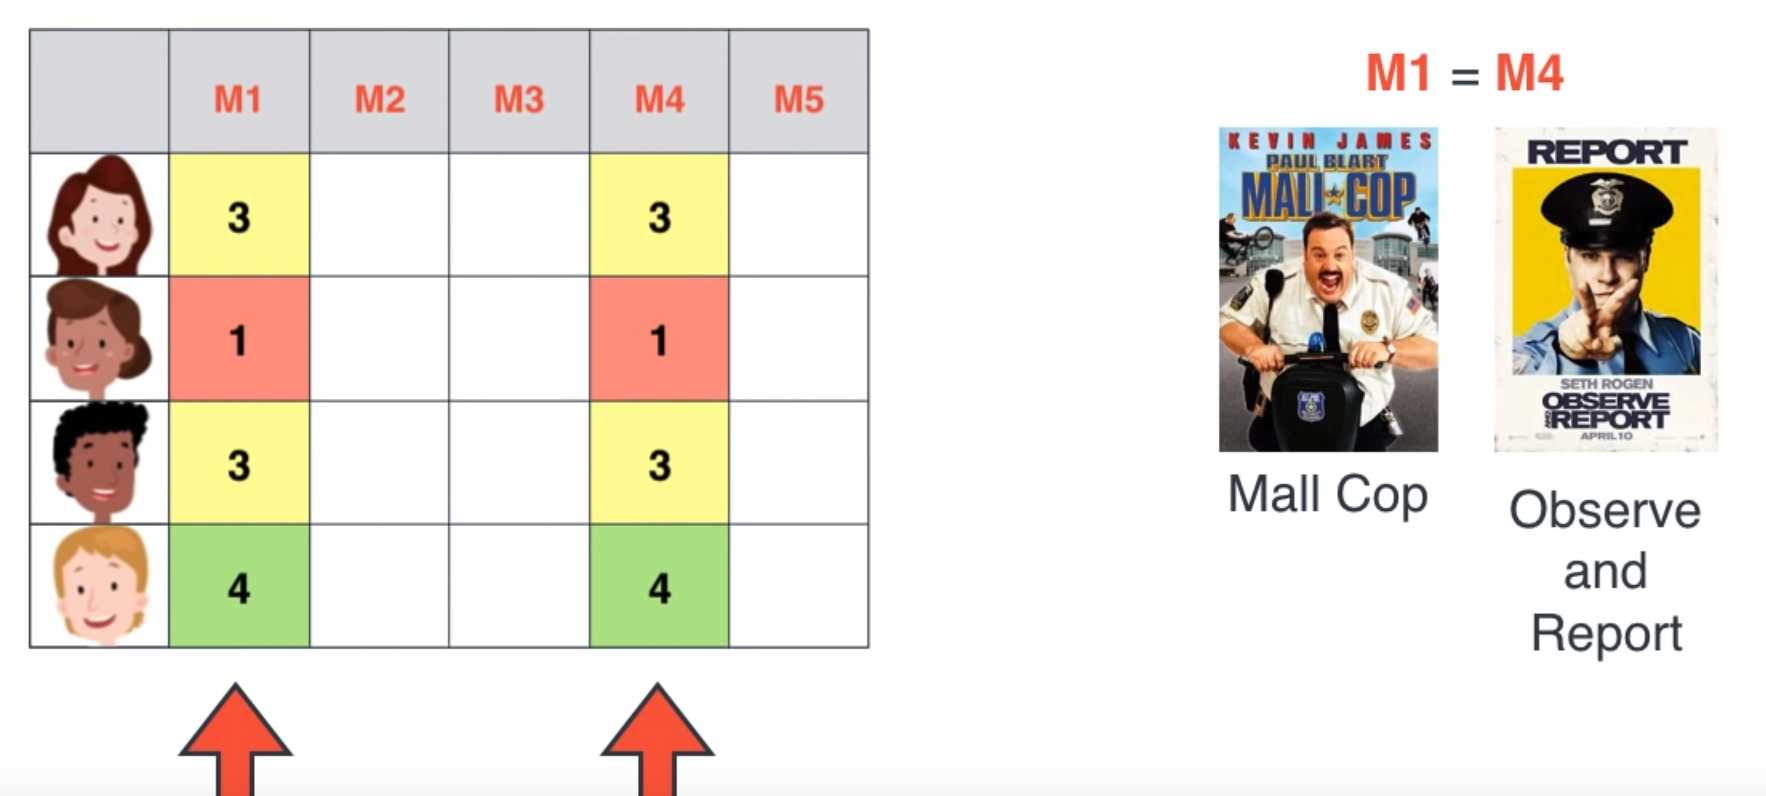 M1 M2 M3 M4 M5
3 3
1 1
3 3
4 4
M1 = M4
KEVIN JAMES
PAUL BLART
MALL COP
REPORT
SETH ROGEN
OBSERVE
AND REPORT
APRIL 10
Mall Cop
Observe
and
Report